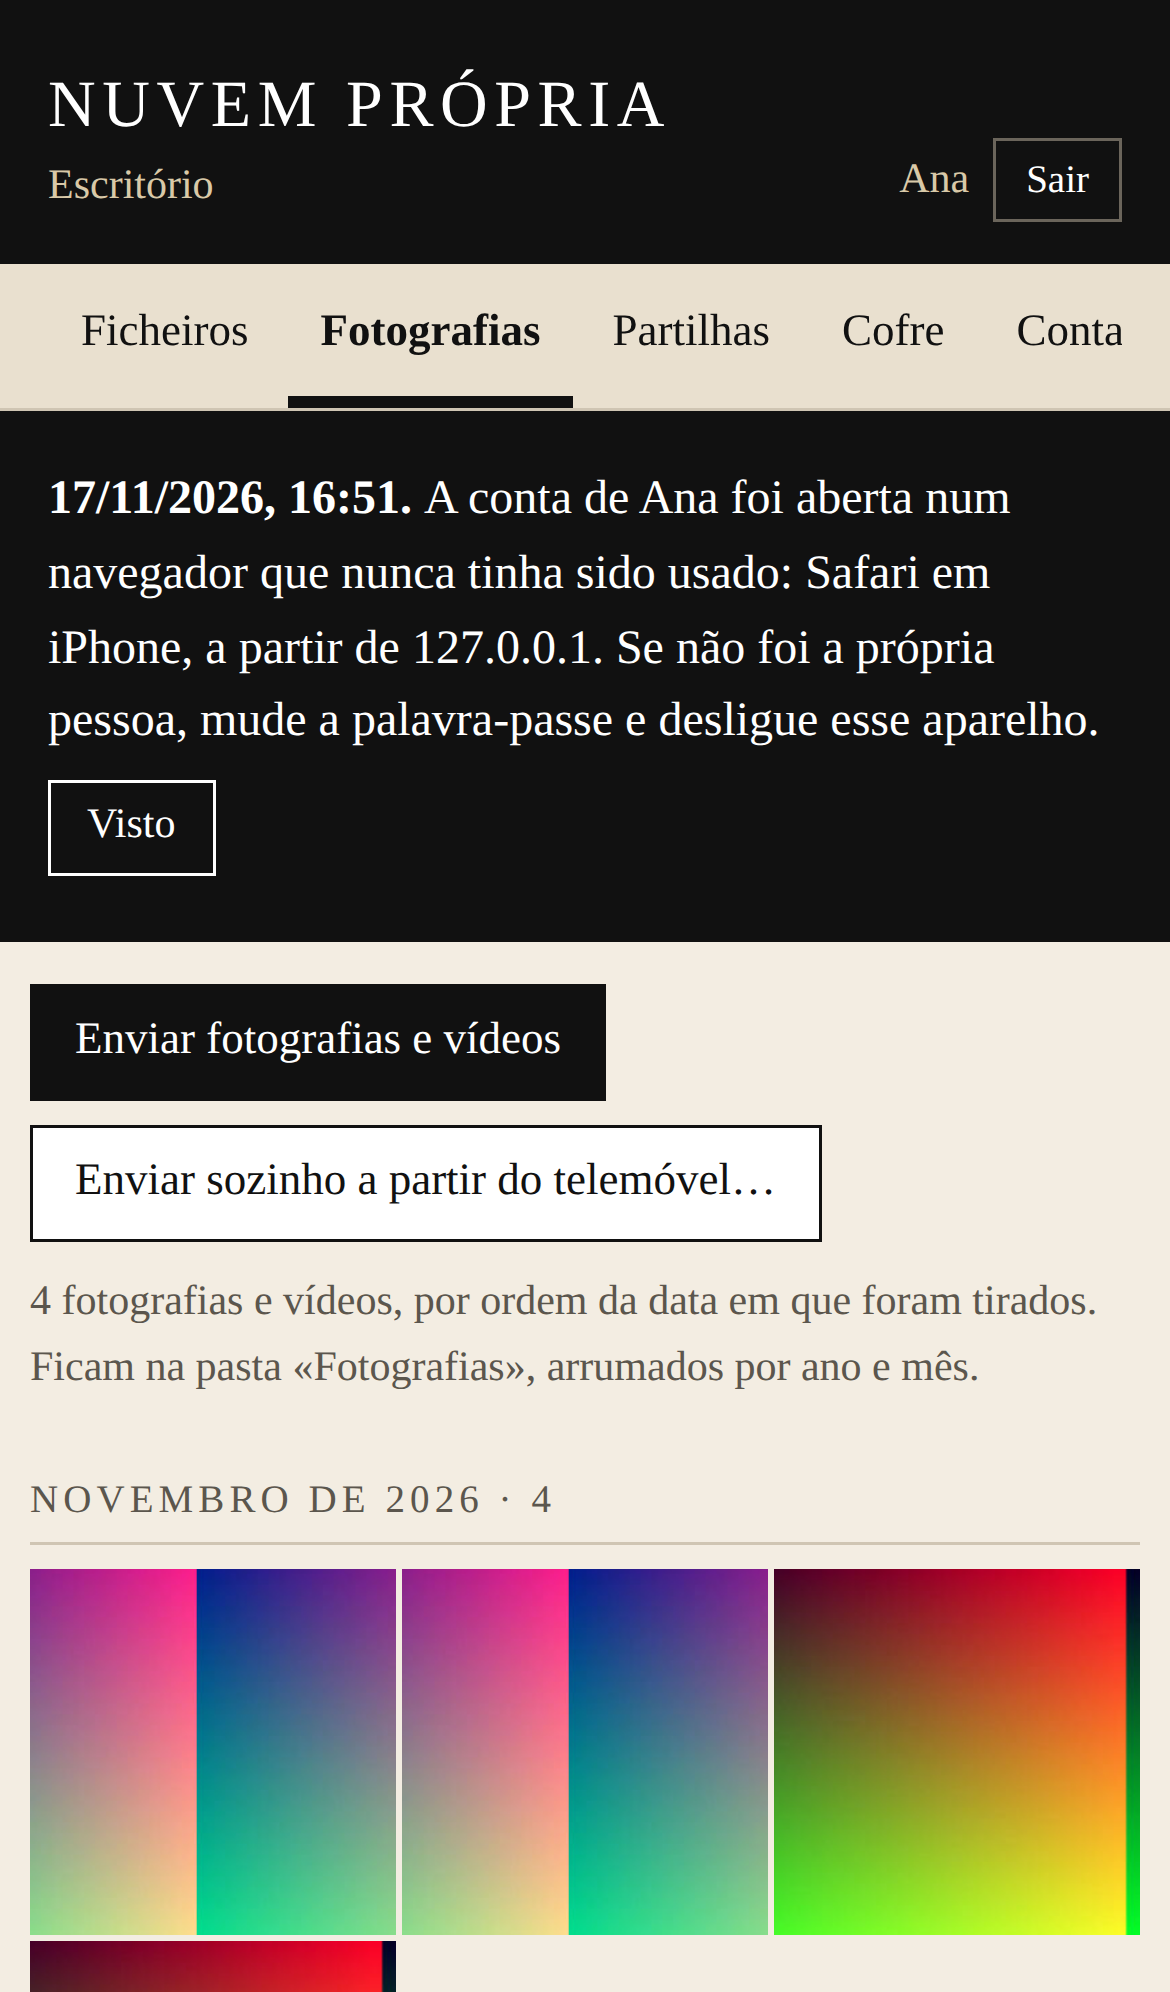 NUVEM PRÓPRIA
Escritório
Ana
Sair
Ficheiros
Fotografias
Partilhas
Cofre
Conta
17/11/2026, 16:51. A conta de Ana foi aberta num
navegador que nunca tinha sido usado: Safari em
iPhone, a partir de 127.0.0.1. Se não foi a própria
pessoa, mude a palavra-passe e desligue esse aparelho.
Visto
Enviar fotografias e vídeos
Enviar sozinho a partir do telemóvel…
4 fotografias e vídeos, por ordem da data em que foram tirados.
Ficam na pasta «Fotografias», arrumados por ano e mês.
NOVEMBRO DE 2026 · 4